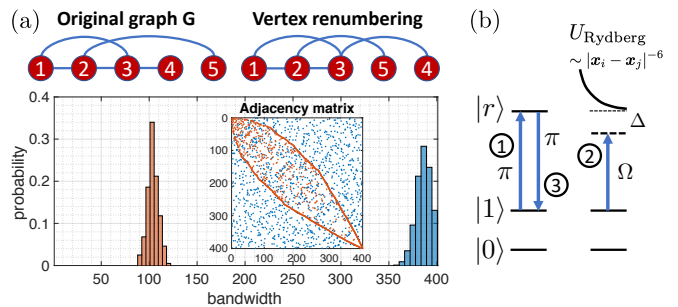 (a)
Original graph G
Vertex renumbering
1 2 3 4 5
1 2 3 5 4
probability
0.4
0.3
0.2
0.1
0
50 100 150 200 250 300 350 400
bandwidth
Adjacency matrix
0
100
200
300
400
0 100 200 300 400
(b)
U_Rydberg
~ |x_i − x_j|^{-6}
|r⟩
Δ
1
π
π
2
Ω
3
|1⟩
|0⟩